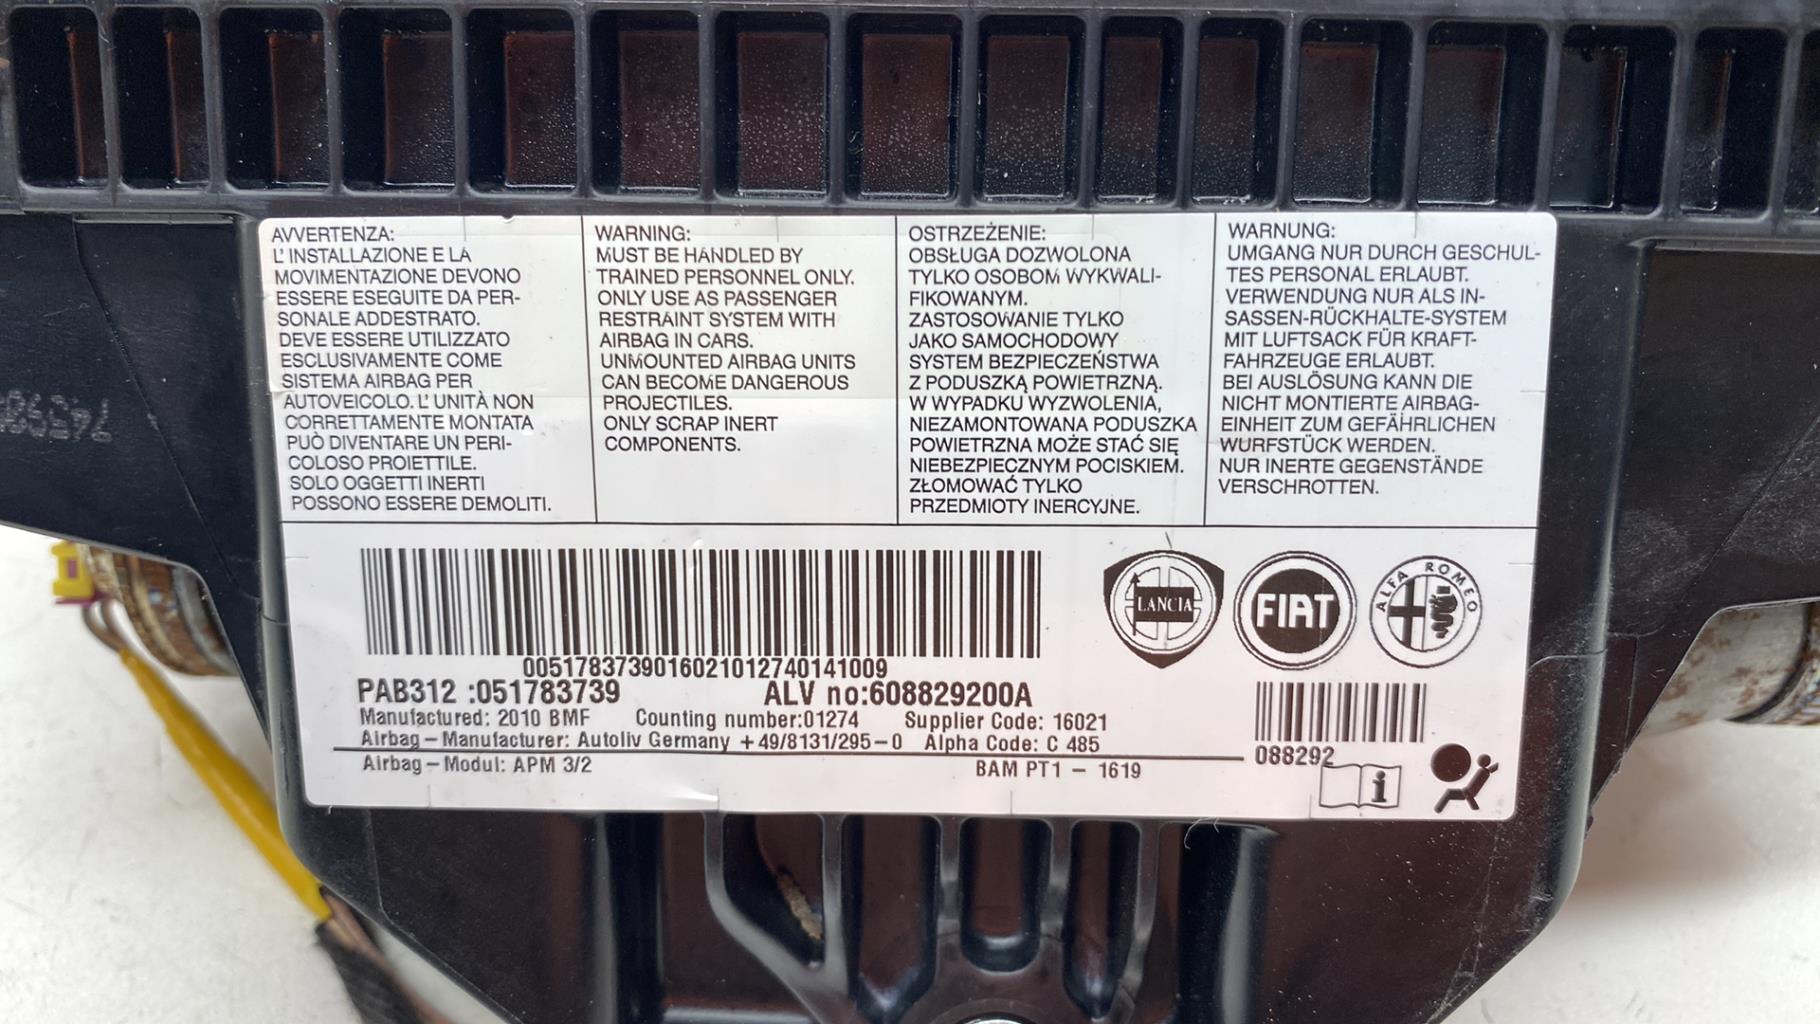 AVVERTENZA:
L'INSTALLAZIONE E LA
MOVIMENTAZIONE DEVONO
ESSERE ESEGUITE DA PER-
SONALE ADDESTRATO.
DEVE ESSERE UTILIZZATO
ESCLUSIVAMENTE COME
SISTEMA AIRBAG PER
AUTOVEICOLO. L'UNITÀ NON
CORRETTAMENTE MONTATA
PUÒ DIVENTARE UN PERI-
COLOSO PROIETTILE.
SOLO OGGETTI INERTI
POSSONO ESSERE DEMOLITI.
WARNING:
MUST BE HANDLED BY
TRAINED PERSONNEL ONLY.
ONLY USE AS PASSENGER
RESTRAINT SYSTEM WITH
AIRBAG IN CARS.
UNMOUNTED AIRBAG UNITS
CAN BECOME DANGEROUS
PROJECTILES.
ONLY SCRAP INERT
COMPONENTS.
OSTRZEŻENIE:
OBSŁUGA DOZWOLONA
TYLKO OSOBOM WYKWALI-
FIKOWANYM.
ZASTOSOWANIE TYLKO
JAKO SAMOCHODOWY
SYSTEM BEZPIECZEŃSTWA
Z PODUSZKĄ POWIETRZNĄ.
W WYPADKU WYZWOLENIA,
NIEZAMONTOWANA PODUSZKA
POWIETRZNA MOŻE STAĆ SIĘ
NIEBEZPIECZNYM POCISKIEM.
ZŁOMOWAĆ TYLKO
PRZEDMIOTY INERCYJNE.
WARNUNG:
UMGANG NUR DURCH GESCHUL-
TES PERSONAL ERLAUBT.
VERWENDUNG NUR ALS IN-
SASSEN-RÜCKHALTE-SYSTEM
MIT LUFTSACK FÜR KRAFT-
FAHRZEUGE ERLAUBT.
BEI AUSLÖSUNG KANN DIE
NICHT MONTIERTE AIRBAG-
EINHEIT ZUM GEFÄHRLICHEN
WURFSTÜCK WERDEN.
NUR INERTE GEGENSTÄNDE
VERSCHROTTEN.
LANCIA
FIAT
ALFA ROMEO
00517837390160210127401410​09
PAB312 :051783739 ALV no:608829200A
Manufactured: 2010 BMF Counting number:01274 Supplier Code: 16021
Airbag-Manufacturer: Autoliv Germany +49/8131/295-0 Alpha Code: C 485
Airbag-Modul: APM 3/2 BAM PT1 - 1619
088292
i